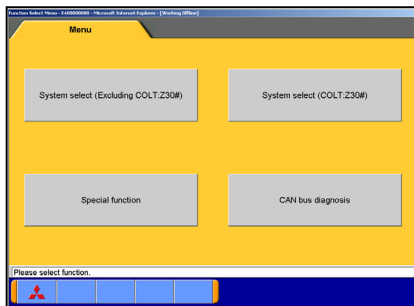 Function Select Menu - E400000000 - Microsoft Internet Explorer - [Working Offline]
Menu
System select (Excluding COLT:Z30#)
System select (COLT:Z30#)
Special function
CAN bus diagnosis
Please select function.